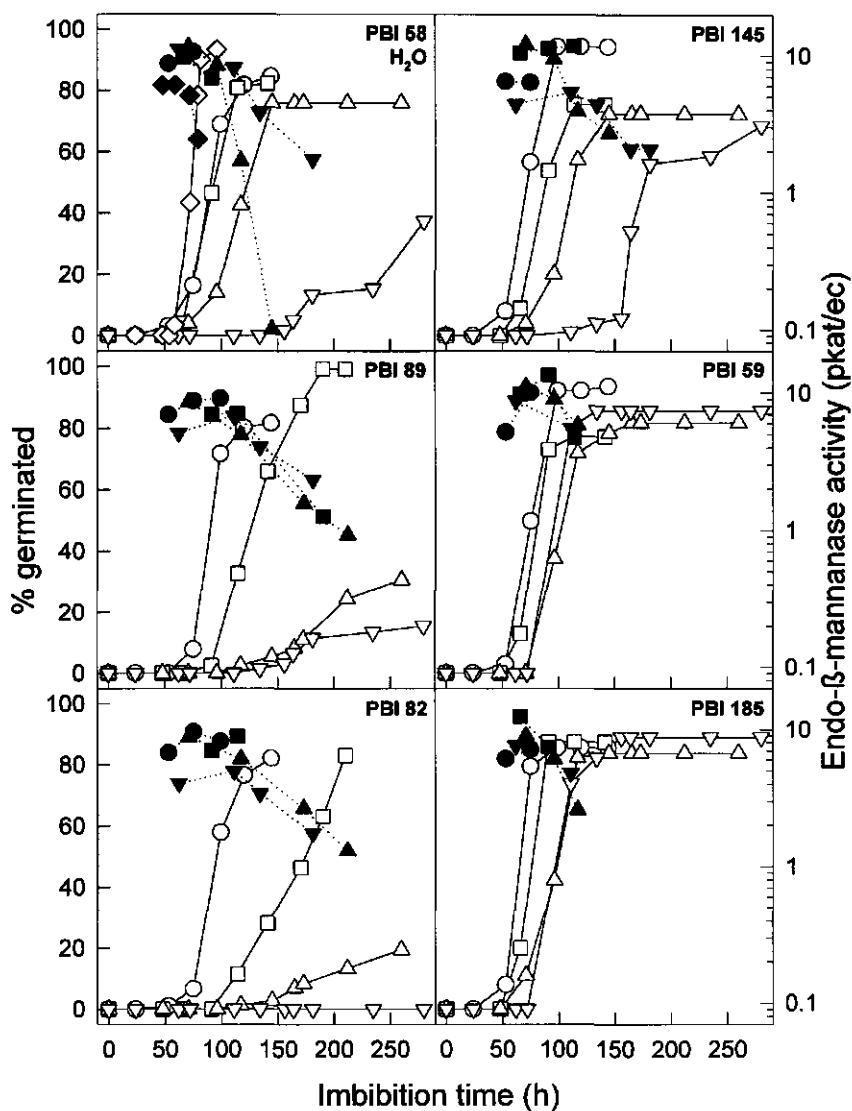 PBI 58
H₂O
PBI 145
100
80
60
40
20
0
10
1
0.1
PBI 89
PBI 59
100
80
60
40
20
0
10
1
0.1
PBI 82
PBI 185
100
80
60
40
20
0
10
1
0.1
0 50 100 150 200 250
0 50 100 150 200 250
% germinated
Endo-ß-mannanase activity (pkat/ec)
Imbibition time (h)